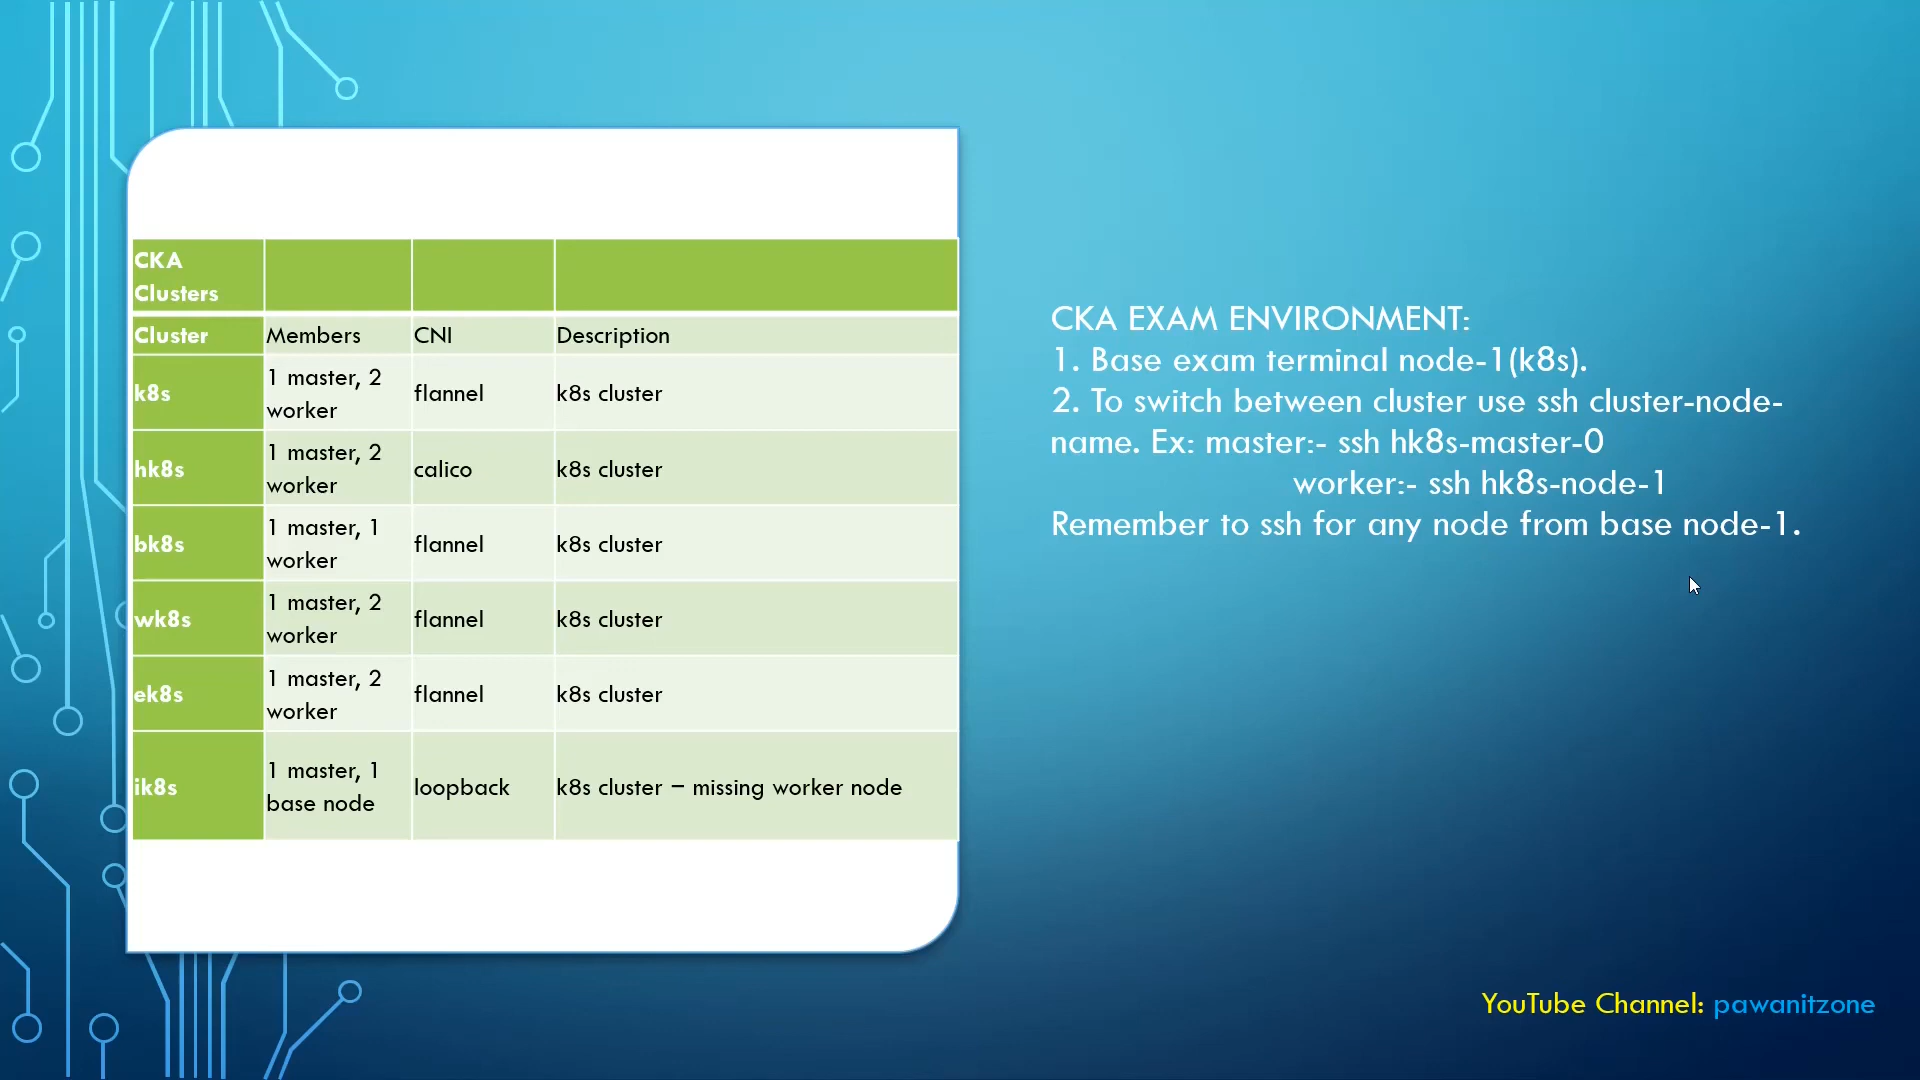 CKA
Clusters
Cluster Members CNI Description
k8s 1 master, 2 worker flannel k8s cluster
hk8s 1 master, 2 worker calico k8s cluster
bk8s 1 master, 1 worker flannel k8s cluster
wk8s 1 master, 2 worker flannel k8s cluster
ek8s 1 master, 2 worker flannel k8s cluster
ik8s 1 master, 1 base node loopback k8s cluster – missing worker node
CKA EXAM ENVIRONMENT:
1. Base exam terminal node-1(k8s).
2. To switch between cluster use ssh cluster-node-
name. Ex: master:- ssh hk8s-master-0
worker:- ssh hk8s-node-1
Remember to ssh for any node from base node-1.
YouTube Channel: pawanitzone